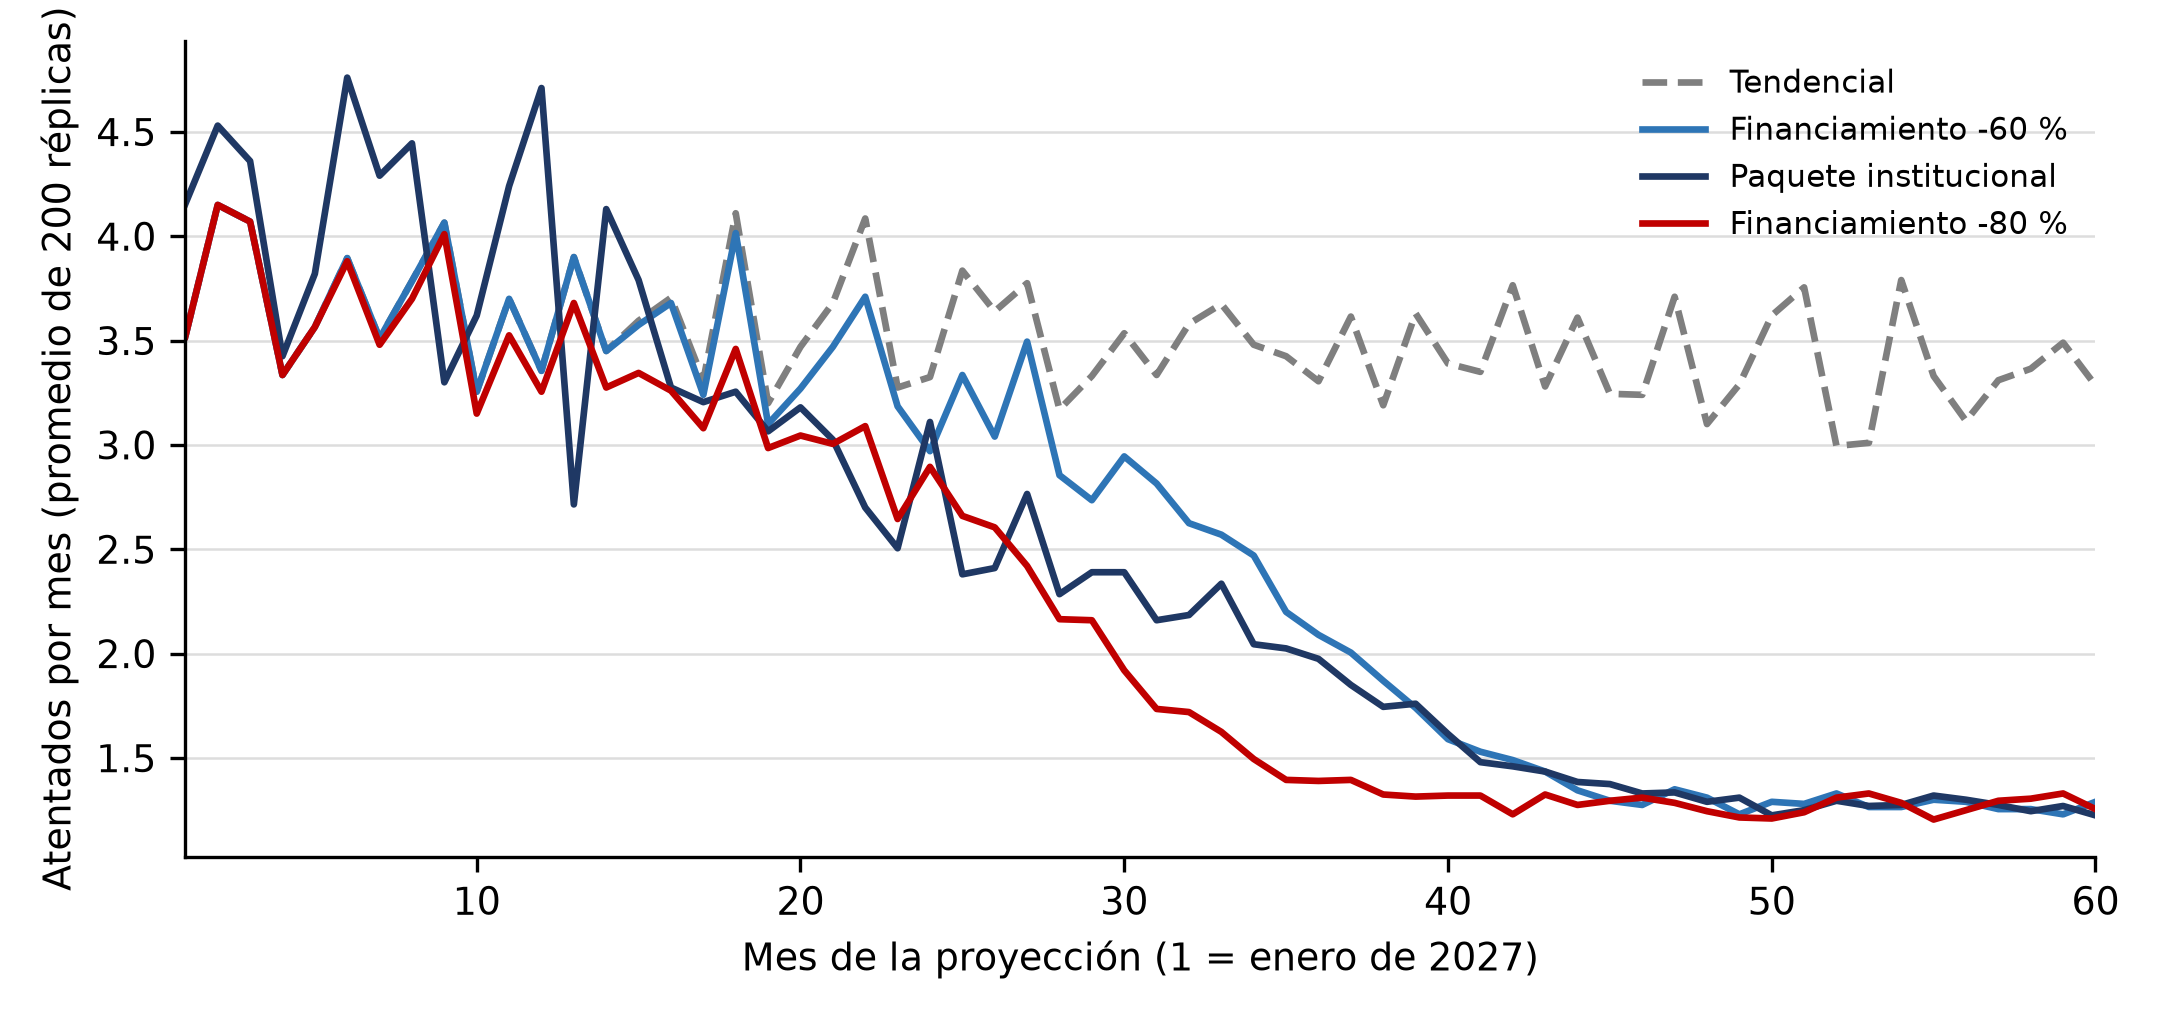 Atentados por mes (promedio de 200 réplicas)
4.5
4.0
3.5
3.0
2.5
2.0
1.5
Tendencial
Financiamiento -60 %
Paquete institucional
Financiamiento -80 %
10 20 30 40 50 60
Mes de la proyección (1 = enero de 2027)